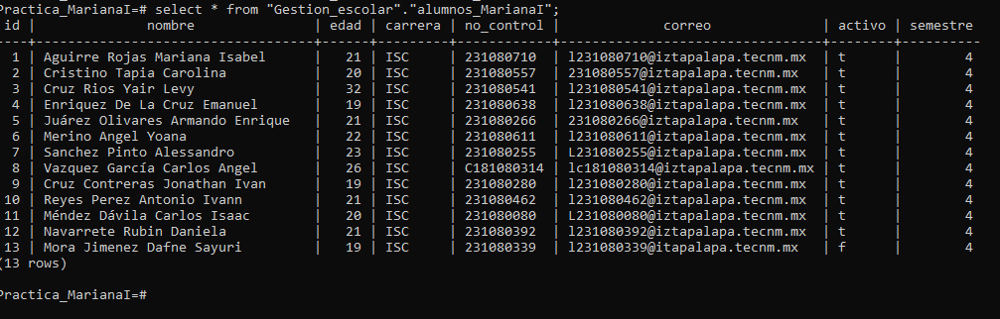 Practica_MarianaI=# select * from "Gestion_escolar"."alumnos_MarianaI";
 id |            nombre             | edad | carrera | no_control |              correo              | activo | semestre
----+-------------------------------+------+---------+------------+----------------------------------+--------+----------
  1 | Aguirre Rojas Mariana Isabel  |   21 | ISC     | 231080710  | l231080710@iztapalapa.tecnm.mx   | t      |        4
  2 | Cristino Tapia Carolina       |   20 | ISC     | 231080557  | 231080557@iztapalapa.tecnm.mx    | t      |        4
  3 | Cruz Rios Yair Levy           |   32 | ISC     | 231080541  | l231080541@iztapalapa.tecnm.mx   | t      |        4
  4 | Enriquez De La Cruz Emanuel   |   19 | ISC     | 231080638  | l231080638@iztapalapa.tecnm.mx   | t      |        4
  5 | Juárez Olivares Armando Enrique | 21 | ISC     | 231080266  | 231080266@iztapalapa.tecnm.mx    | t      |        4
  6 | Merino Angel Yoana            |   22 | ISC     | 231080611  | l231080611@iztapalapa.tecnm.mx   | t      |        4
  7 | Sanchez Pinto Alessandro      |   23 | ISC     | 231080255  | L231080255@iztapalapa.tecnm.mx   | t      |        4
  8 | Vazquez García Carlos Angel   |   26 | ISC     | C181080314 | lc181080314@iztapalapa.tecnm.mx  | t      |        4
  9 | Cruz Contreras Jonathan Ivan  |   19 | ISC     | 231080280  | l231080280@iztapalapa.tecnm.mx   | t      |        4
 10 | Reyes Perez Antonio Ivann     |   21 | ISC     | 231080462  | l231080462@iztapalapa.tecnm.mx   | t      |        4
 11 | Méndez Dávila Carlos Isaac    |   20 | ISC     | 231080080  | L231080080@iztapalapa.tecnm.mx   | t      |        4
 12 | Navarrete Rubin Daniela       |   21 | ISC     | 231080392  | l231080392@iztapalapa.tecnm.mx   | t      |        4
 13 | Mora Jimenez Dafne Sayuri     |   19 | ISC     | 231080339  | l231080339@itapalapa.tecnm.mx    | f      |        4
(13 rows)
Practica_MarianaI=#